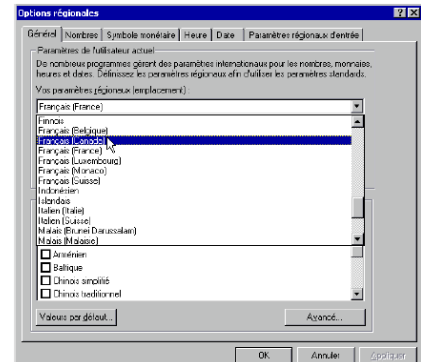 Options régionales
Général Nombres Symbole monétaire Heure Date Paramètres régionaux d'entrée
Paramètres de l'utilisateur actuel
De nombreux programmes gèrent des paramètres internationaux pour les nombres, monnaies,
heures et dates. Définissez les paramètres régionaux afin d'utiliser les paramètres standards.
Vos paramètres régionaux (emplacement) :
Français (France)
Finnois
Français (Belgique)
Français (Canada)
Français (France)
Français (Luxembourg)
Français (Monaco)
Français (Suisse)
Indonésien
Islandais
Italien (Italie)
Italien (Suisse)
Malais (Brunei Darussalam)
Malais (Malaisie)
Arménien
Baltique
Chinois simplifié
Chinois traditionnel
Valeurs par défaut... Avancé...
OK Annuler Appliquer